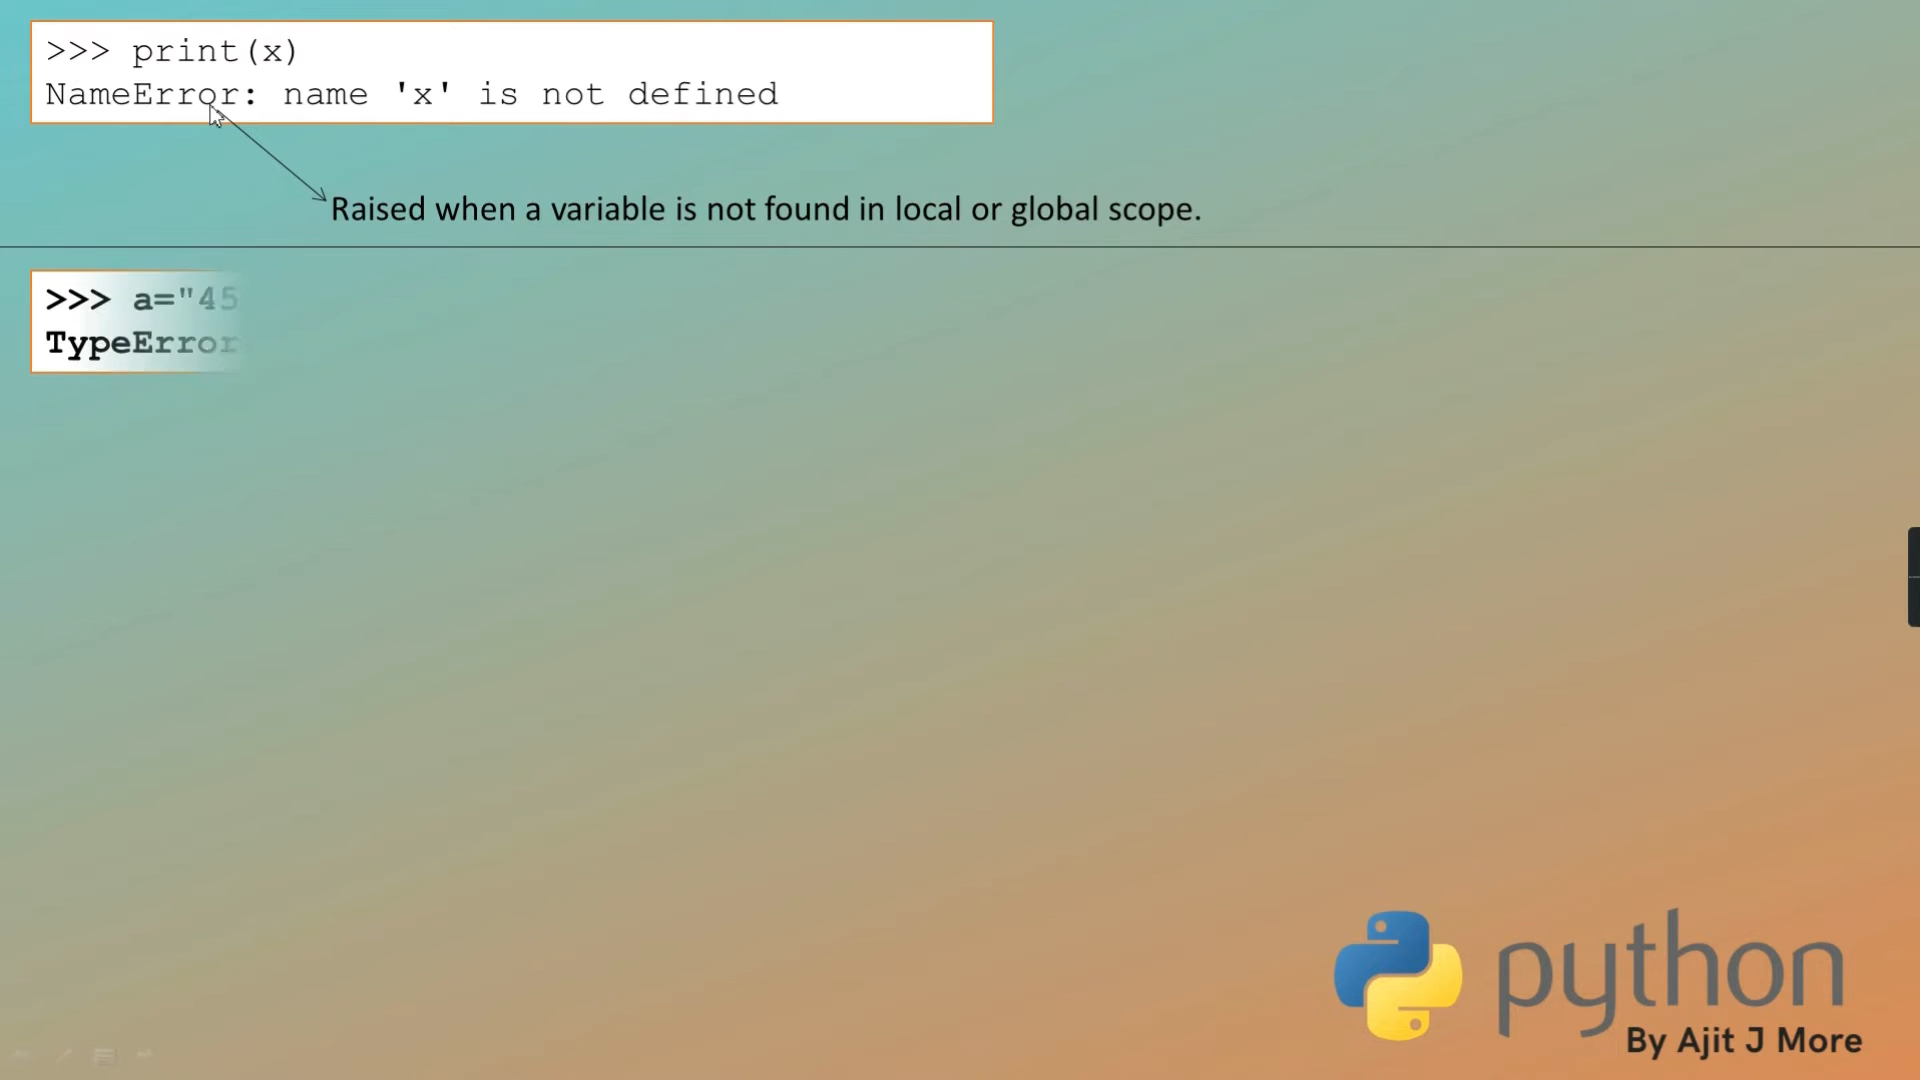 >>> print(x)
NameError: name 'x' is not defined
Raised when a variable is not found in local or global scope.
>>> a="45
TypeError
python
By Ajit J More